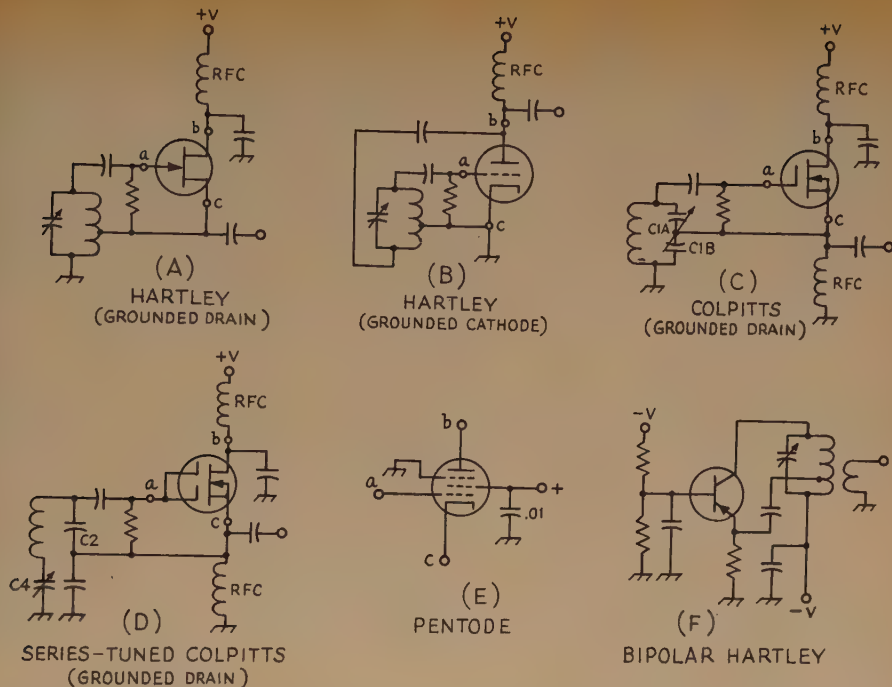 +V
RFC
b
a
c
(A)
HARTLEY
(GROUNDED DRAIN)
+V
RFC
b
a
c
(B)
HARTLEY
(GROUNDED CATHODE)
+V
RFC
b
a
C1A
C1B
c
RFC
(C)
COLPITTS
(GROUNDED DRAIN)
+V
RFC
b
a
C2
c
C4
RFC
(D)
SERIES-TUNED COLPITTS
(GROUNDED DRAIN)
b
a
+
.01
c
(E)
PENTODE
-V
-V
(F)
BIPOLAR HARTLEY